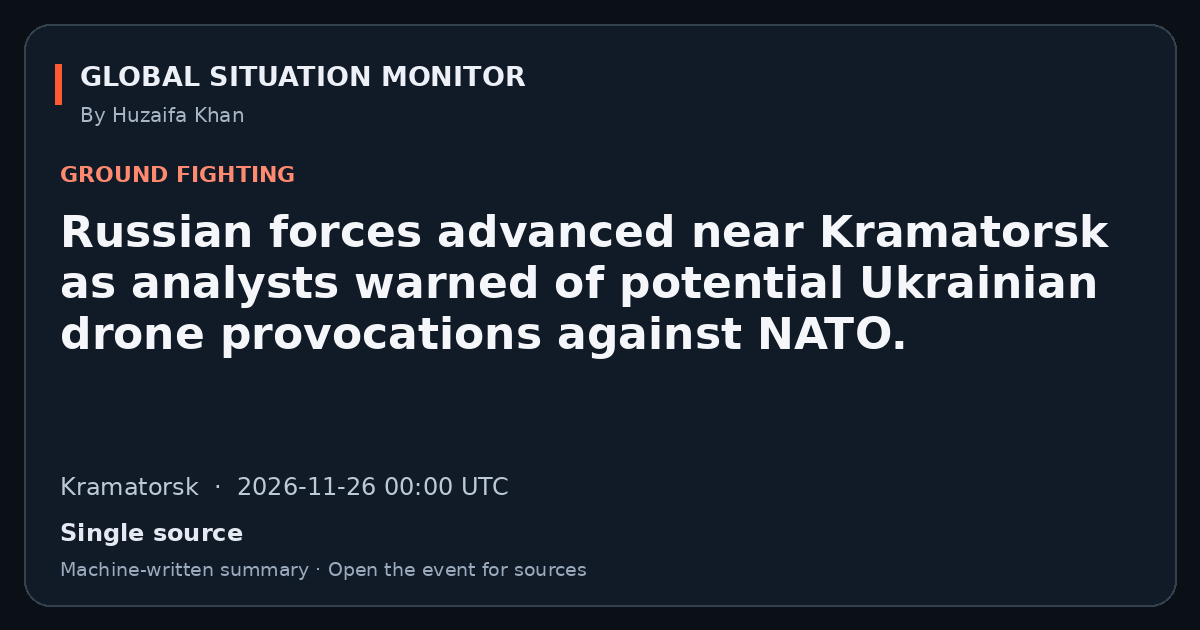 GLOBAL SITUATION MONITOR
By Huzaifa Khan
GROUND FIGHTING
Russian forces advanced near Kramatorsk
as analysts warned of potential Ukrainian
drone provocations against NATO.
Kramatorsk · 2026-11-26 00:00 UTC
Single source
Machine-written summary · Open the event for sources